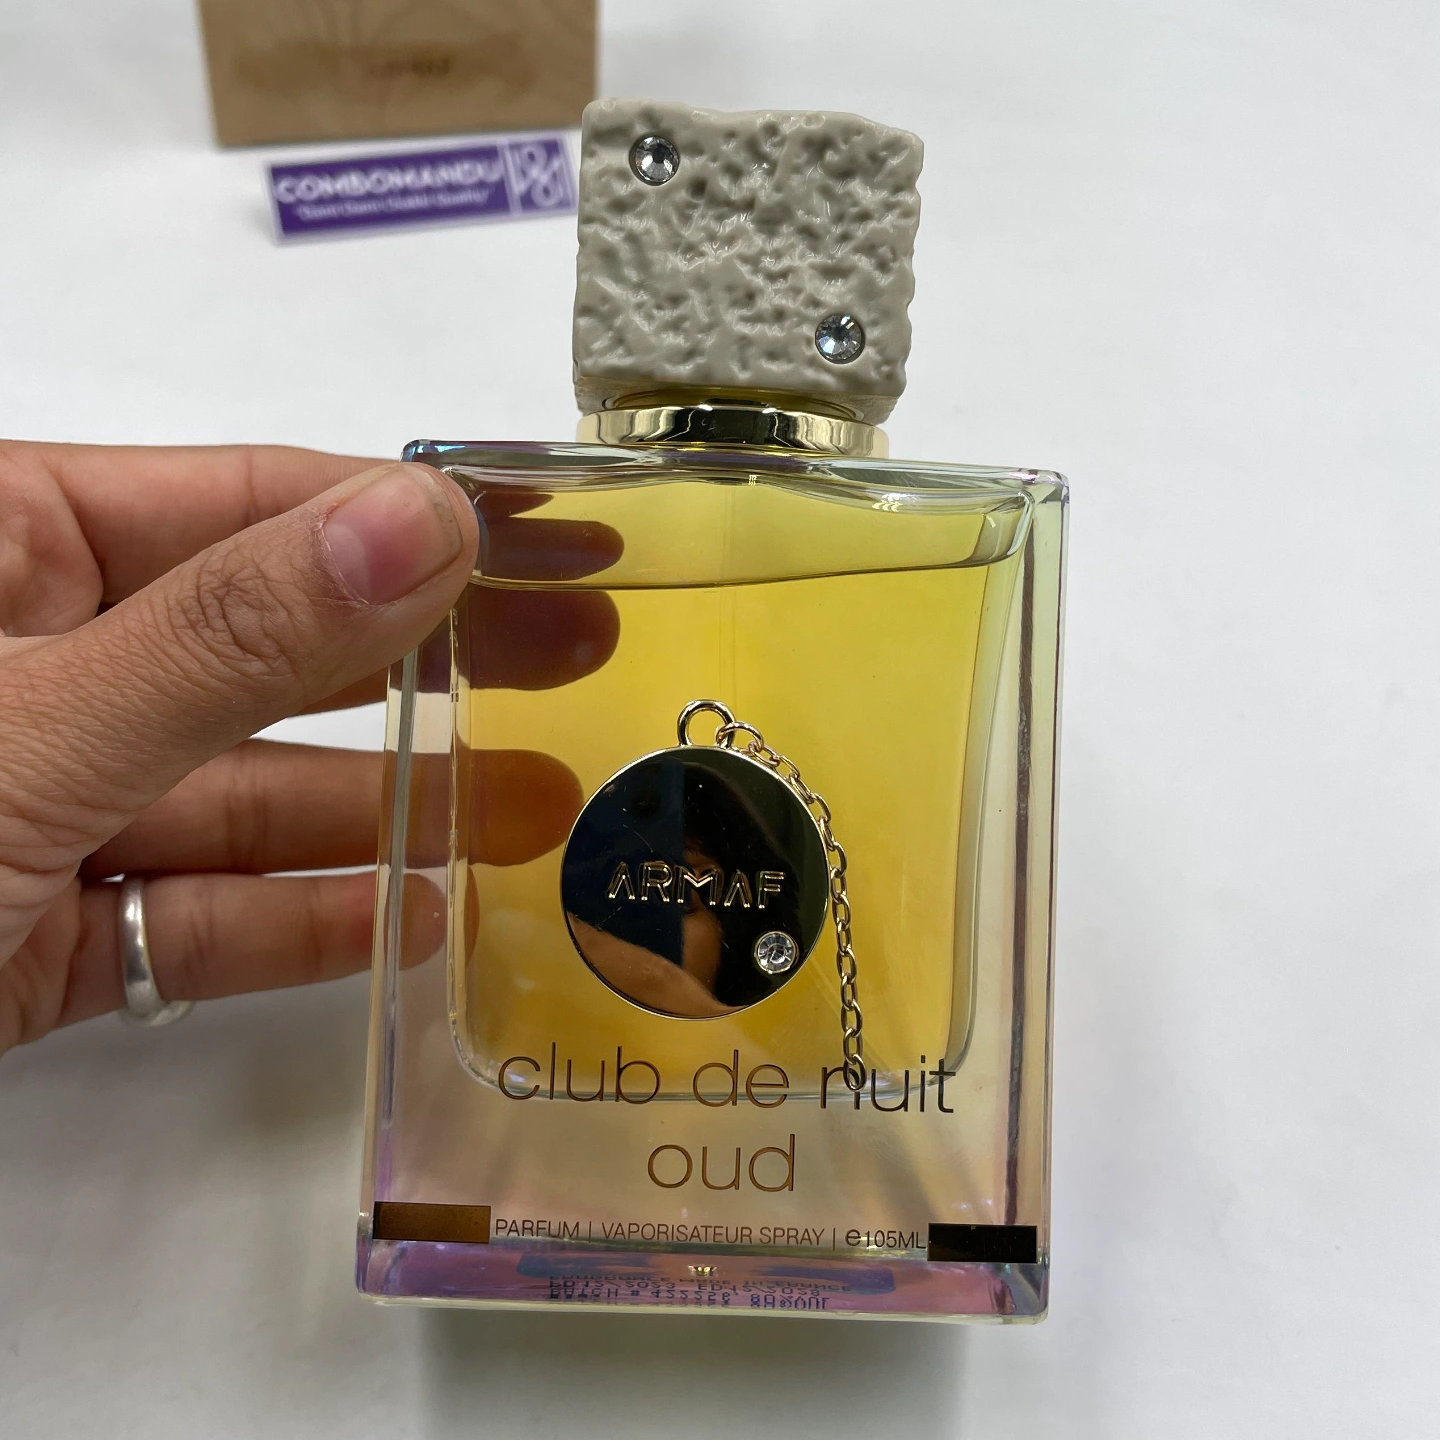 COMBOMANDU
ARMAF
club de nuit
oud
PARFUM | VAPORISATEUR SPRAY | ℮105ML